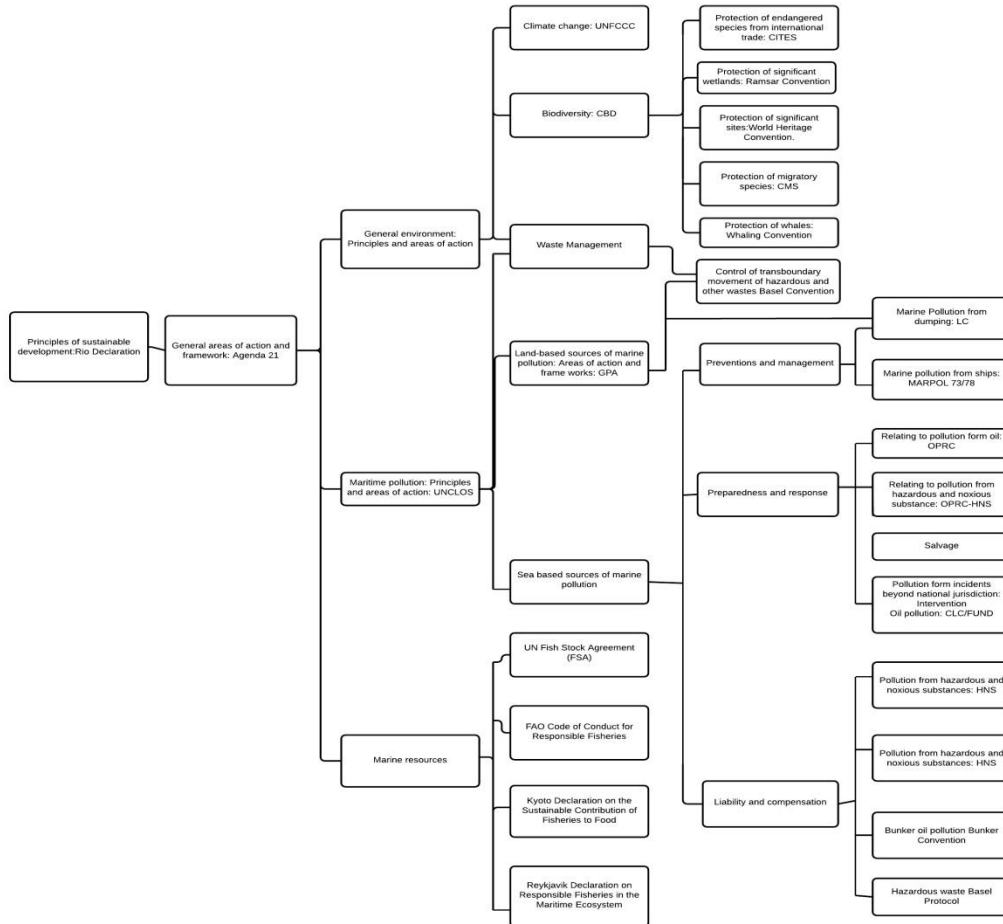 Principles of sustainable
development:Rio Declaration
General areas of action and
framework: Agenda 21
General environment:
Principles and areas of action
Maritime pollution: Principles
and areas of action: UNCLOS
Marine resources
Climate change: UNFCCC
Biodiversity: CBD
Waste Management
Land-based sources of marine
pollution: Areas of action and
frame works: GPA
Sea based sources of marine
pollution
UN Fish Stock Agreement
(FSA)
FAO Code of Conduct for
Responsible Fisheries
Kyoto Declaration on the
Sustainable Contribution of
Fisheries to Food
Reykjavik Declaration on
Responsible Fisheries in the
Maritime Ecosystem
Protection of endangered
species from international
trade: CITES
Protection of significant
wetlands: Ramsar Convention
Protection of significant
sites:World Heritage
Convention.
Protection of migratory
species: CMS
Protection of whales:
Whaling Convention
Control of transboundary
movement of hazardous and
other wastes Basel Convention
Preventions and management
Preparedness and response
Liability and compensation
Marine Pollution from
dumping: LC
Marine pollution from ships:
MARPOL 73/78
Relating to pollution form oil:
OPRC
Relating to pollution from
hazardous and noxious
substance: OPRC-HNS
Salvage
Pollution form incidents
beyond national jurisdiction:
Intervention
Oil pollution: CLC/FUND
Pollution from hazardous and
noxious substances: HNS
Pollution from hazardous and
noxious substances: HNS
Bunker oil pollution Bunker
Convention
Hazardous waste Basel
Protocol